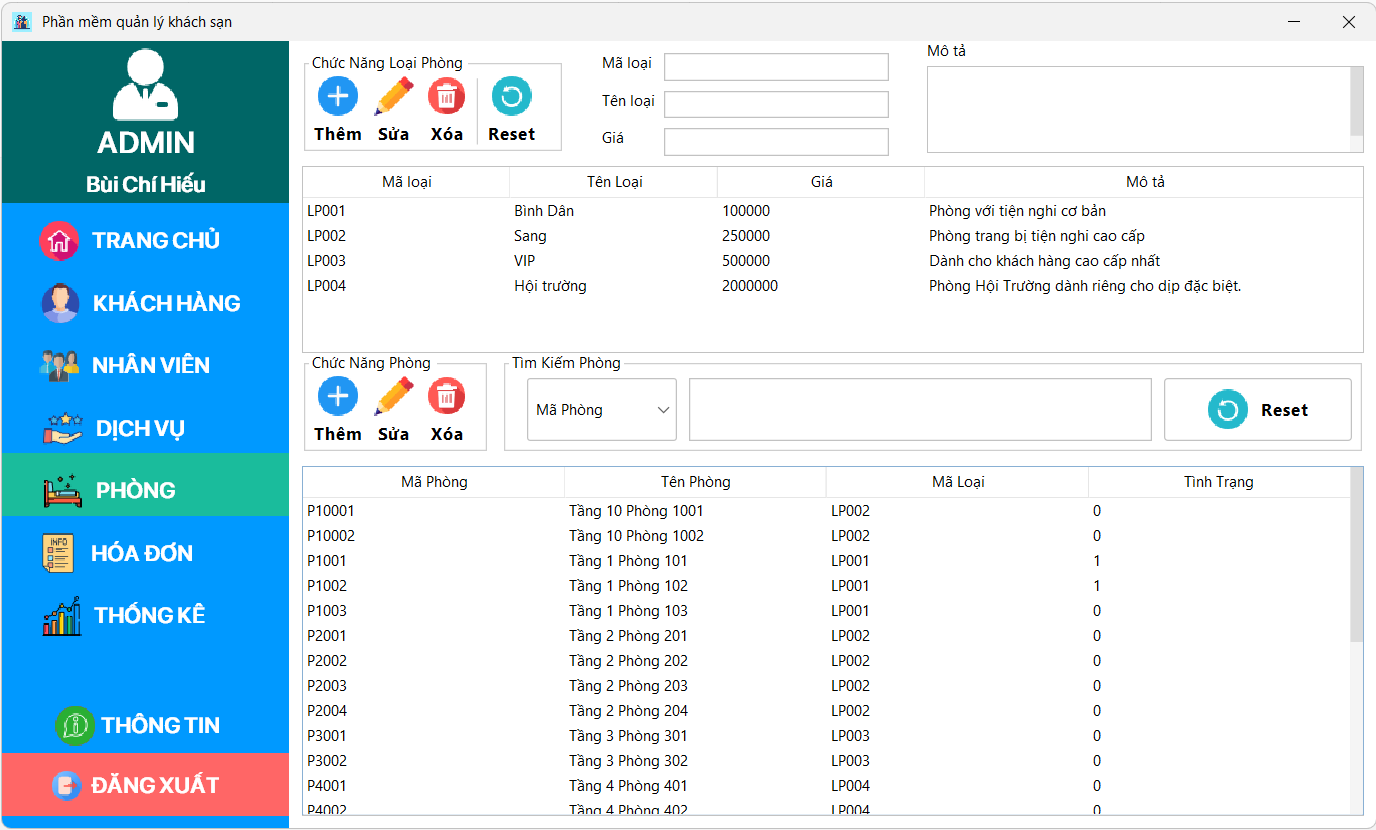 Phần mềm quản lý khách sạn
ADMIN
Bùi Chí Hiếu
TRANG CHỦ
KHÁCH HÀNG
NHÂN VIÊN
DỊCH VỤ
PHÒNG
INFO
HÓA ĐƠN
THỐNG KÊ
THÔNG TIN
ĐĂNG XUẤT
Chức Năng Loại Phòng
Thêm Sửa Xóa Reset
Mã loại
Tên loại
Giá
Mô tả
Mã loại Tên Loại Giá Mô tả
LP001 Bình Dân 100000 Phòng với tiện nghi cơ bản
LP002 Sang 250000 Phòng trang bị tiện nghi cao cấp
LP003 VIP 500000 Dành cho khách hàng cao cấp nhất
LP004 Hội trường 2000000 Phòng Hội Trường dành riêng cho dịp đặc biệt.
Chức Năng Phòng
Thêm Sửa Xóa
Tìm Kiếm Phòng
Mã Phòng
Reset
Mã Phòng Tên Phòng Mã Loại Tình Trạng
P10001 Tầng 10 Phòng 1001 LP002 0
P10002 Tầng 10 Phòng 1002 LP002 0
P1001 Tầng 1 Phòng 101 LP001 1
P1002 Tầng 1 Phòng 102 LP001 1
P1003 Tầng 1 Phòng 103 LP001 0
P2001 Tầng 2 Phòng 201 LP002 0
P2002 Tầng 2 Phòng 202 LP002 0
P2003 Tầng 2 Phòng 203 LP002 0
P2004 Tầng 2 Phòng 204 LP002 0
P3001 Tầng 3 Phòng 301 LP003 0
P3002 Tầng 3 Phòng 302 LP003 0
P4001 Tầng 4 Phòng 401 LP004 0
P4002 Tầng 4 Phòng 402 LP004 0